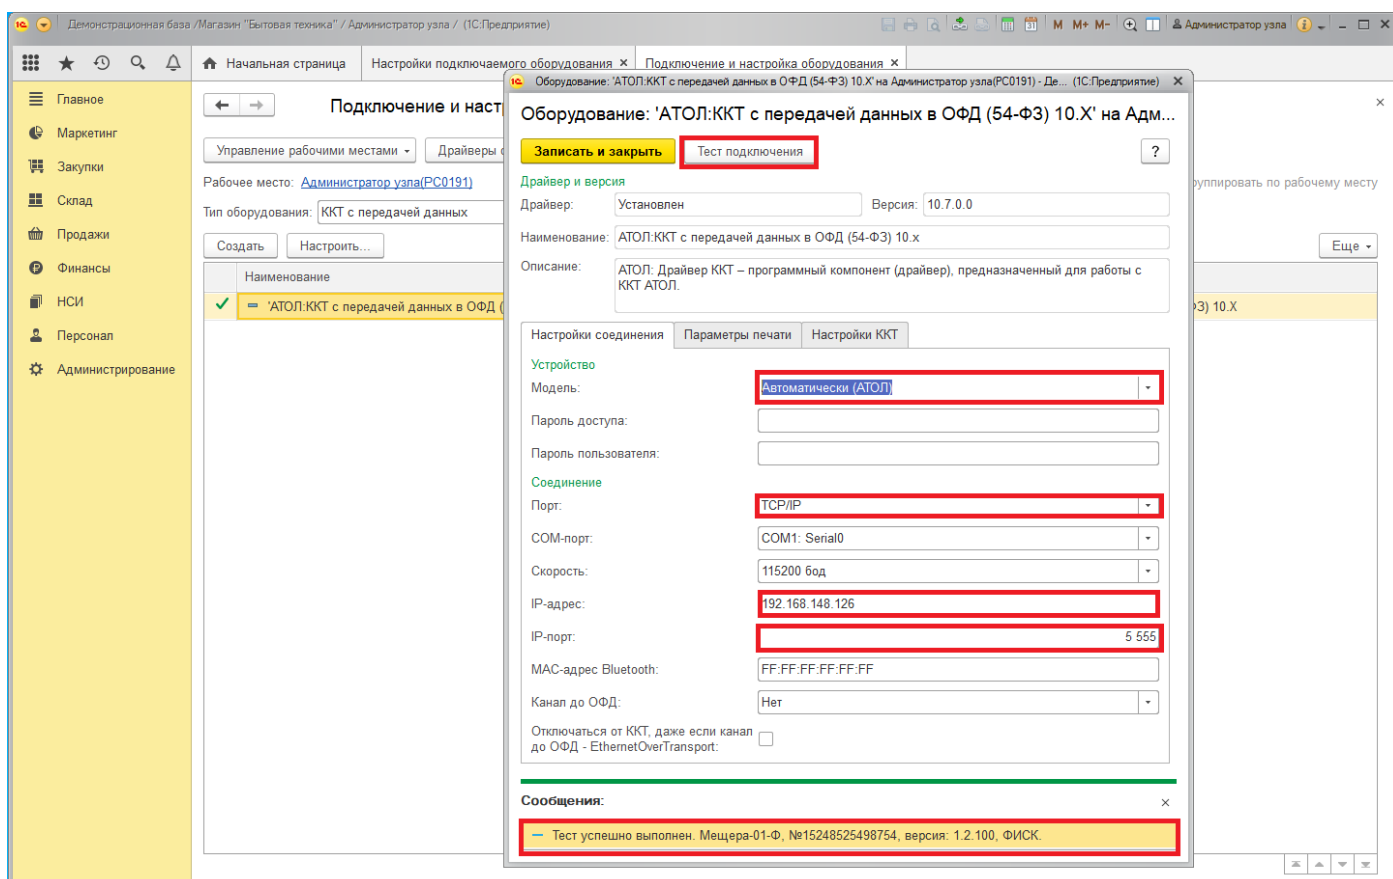 Демонстрационная база /Магазин "Бытовая техника" / Администратор узла / (1С:Предприятие)
M M+ M-
Администратор узла
Начальная страница
Настройки подключаемого оборудования ×
Подключение и настройка оборудования ×
Главное
Маркетинг
Закупки
Склад
Продажи
Финансы
НСИ
Персонал
Администрирование
Подключение и наст
Управление рабочими местами
Драйверы
Рабочее место: Администратор узла(PC0191)
руппировать по рабочему месту
Тип оборудования: ККТ с передачей данных
Создать
Настроить...
Еще
Наименование
'АТОЛ:ККТ с передачей данных в ОФД (
ФЗ) 10.Х
Оборудование: 'АТОЛ:ККТ с передачей данных в ОФД (54-ФЗ) 10.Х' на Администратор узла(PC0191) - Де... (1С:Предприятие)
Оборудование: 'АТОЛ:ККТ с передачей данных в ОФД (54-ФЗ) 10.Х' на Адм...
Записать и закрыть
Тест подключения
?
Драйвер и версия
Драйвер: Установлен
Версия: 10.7.0.0
Наименование: АТОЛ:ККТ с передачей данных в ОФД (54-ФЗ) 10.x
Описание: АТОЛ: Драйвер ККТ – программный компонент (драйвер), предназначенный для работы с
ККТ АТОЛ.
Настройки соединения
Параметры печати
Настройки ККТ
Устройство
Модель: Автоматически (АТОЛ)
Пароль доступа:
Пароль пользователя:
Соединение
Порт: TCP/IP
COM-порт: COM1: Serial0
Скорость: 115200 бод
IP-адрес: 192.168.148.126
IP-порт: 5 555
MAC-адрес Bluetooth: FF:FF:FF:FF:FF:FF
Канал до ОФД: Нет
Отключаться от ККТ, даже если канал
до ОФД - EthernetOverTransport:
Сообщения:
Тест успешно выполнен. Мещера-01-Ф, №15248525498754, версия: 1.2.100, ФИСК.